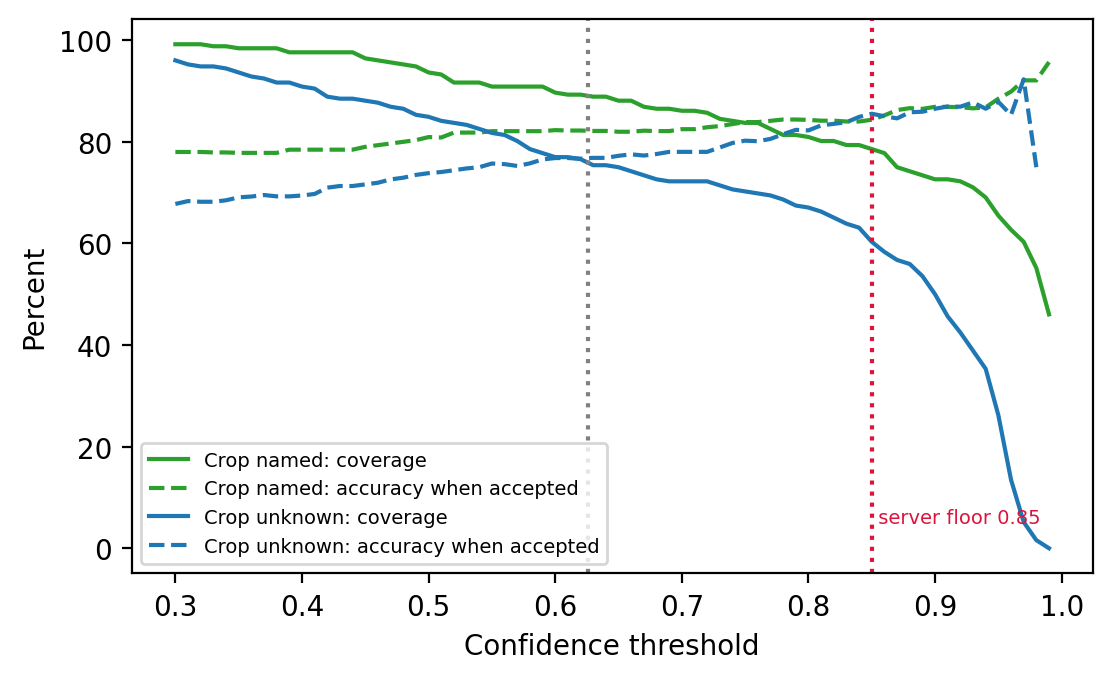 100
80
60
40
20
0
Percent
Crop named: coverage
Crop named: accuracy when accepted
Crop unknown: coverage
Crop unknown: accuracy when accepted
server floor 0.85
0.3 0.4 0.5 0.6 0.7 0.8 0.9 1.0
Confidence threshold